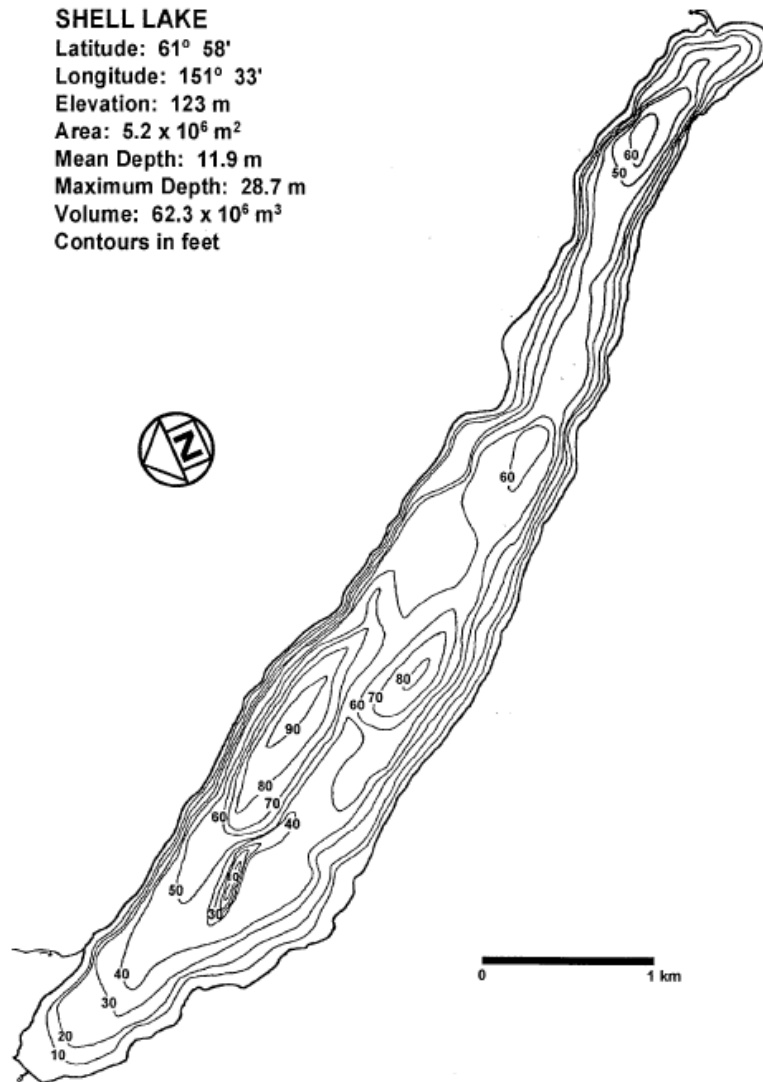 SHELL LAKE
Latitude: 61° 58'
Longitude: 151° 33'
Elevation: 123 m
Area: 5.2 x 10⁶ m²
Mean Depth: 11.9 m
Maximum Depth: 28.7 m
Volume: 62.3 x 10⁶ m³
Contours in feet
60
50
N
60
80
70
60
90
80
70
60
40
50
10
30
40
30
20
10
0
1 km